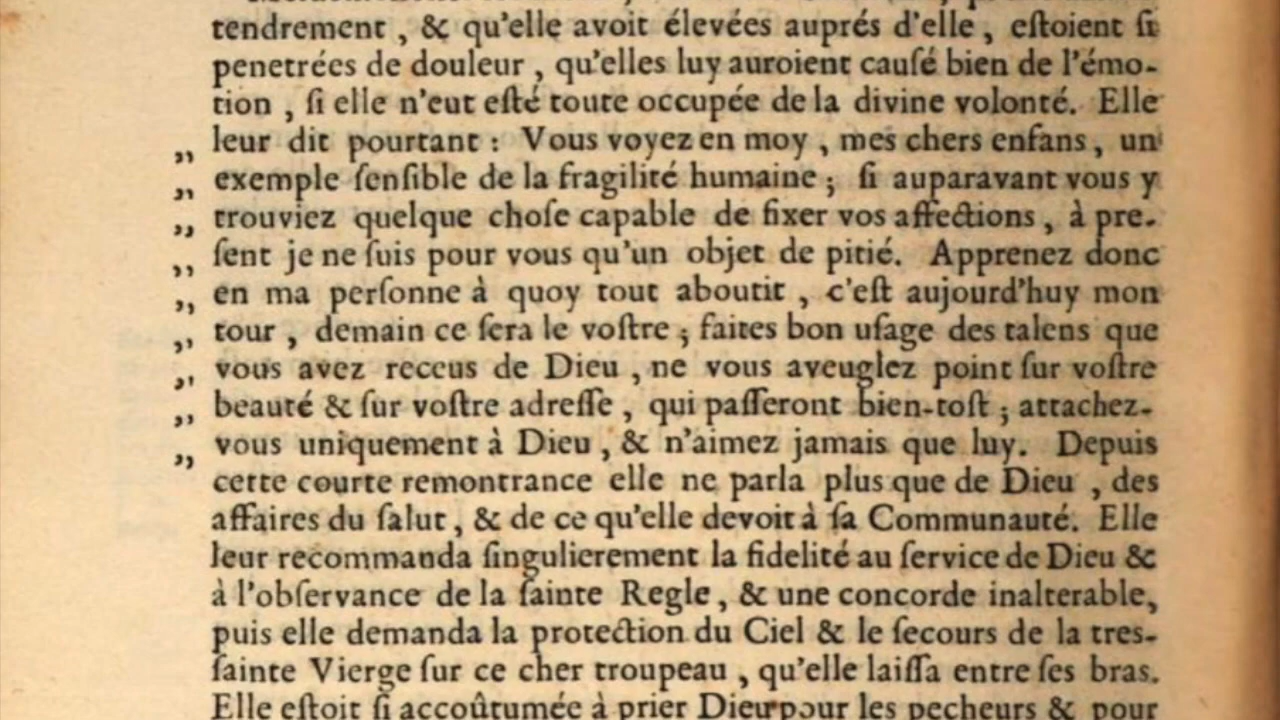 tendrement , & qu'elle avoit élevées auprés d'elle , eſtoient ſi
penetrées de douleur , qu'elles luy auroient cauſé bien de l'émo-
tion , ſi elle n'eut eſté toute occupée de la divine volonté. Elle
„ leur dit pourtant : Vous voyez en moy , mes chers enfans , un
„ exemple ſenſible de la fragilité humaine ; ſi auparavant vous y
„ trouviez quelque choſe capable de fixer vos affections , à pre-
„ ſent je ne ſuis pour vous qu'un objet de pitié. Apprenez donc
„ en ma perſonne à quoy tout aboutit , c'eſt aujourd'huy mon
„ tour , demain ce ſera le voſtre ; faites bon uſage des talens que
„ vous avez receus de Dieu , ne vous aveuglez point ſur voſtre
„ beauté & ſur voſtre adreſſe , qui paſſeront bien-toſt ; attachez-
„ vous uniquement à Dieu , & n'aimez jamais que luy. Depuis
cette courte remontrance elle ne parla plus que de Dieu , des
affaires du ſalut , & de ce qu'elle devoit à ſa Communauté. Elle
leur recommanda ſingulierement la fidelité au ſervice de Dieu &
à l'obſervance de la ſainte Regle , & une concorde inalterable,
puis elle demanda la protection du Ciel & le ſecours de la tres-
ſainte Vierge ſur ce cher troupeau , qu'elle laiſſa entre ſes bras.
Elle eſtoit ſi accoûtumée à prier Dieu pour les pecheurs & pour